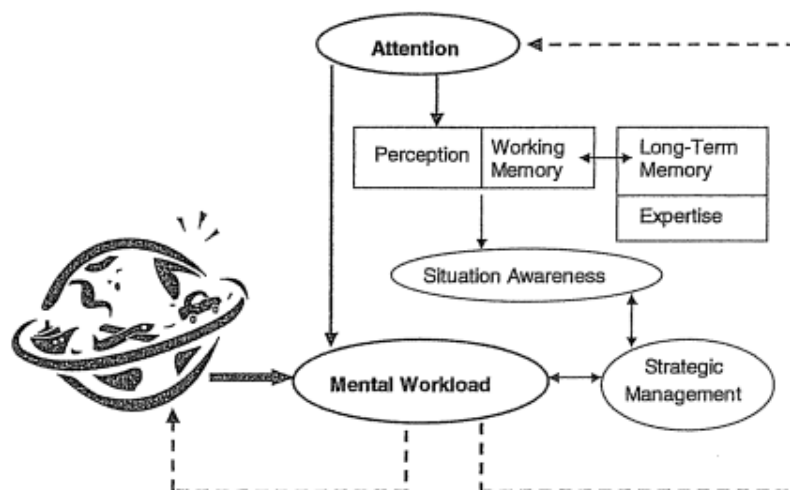 Attention
Perception
Working
Memory
Long-Term
Memory
Expertise
Situation Awareness
Mental Workload
Strategic
Management